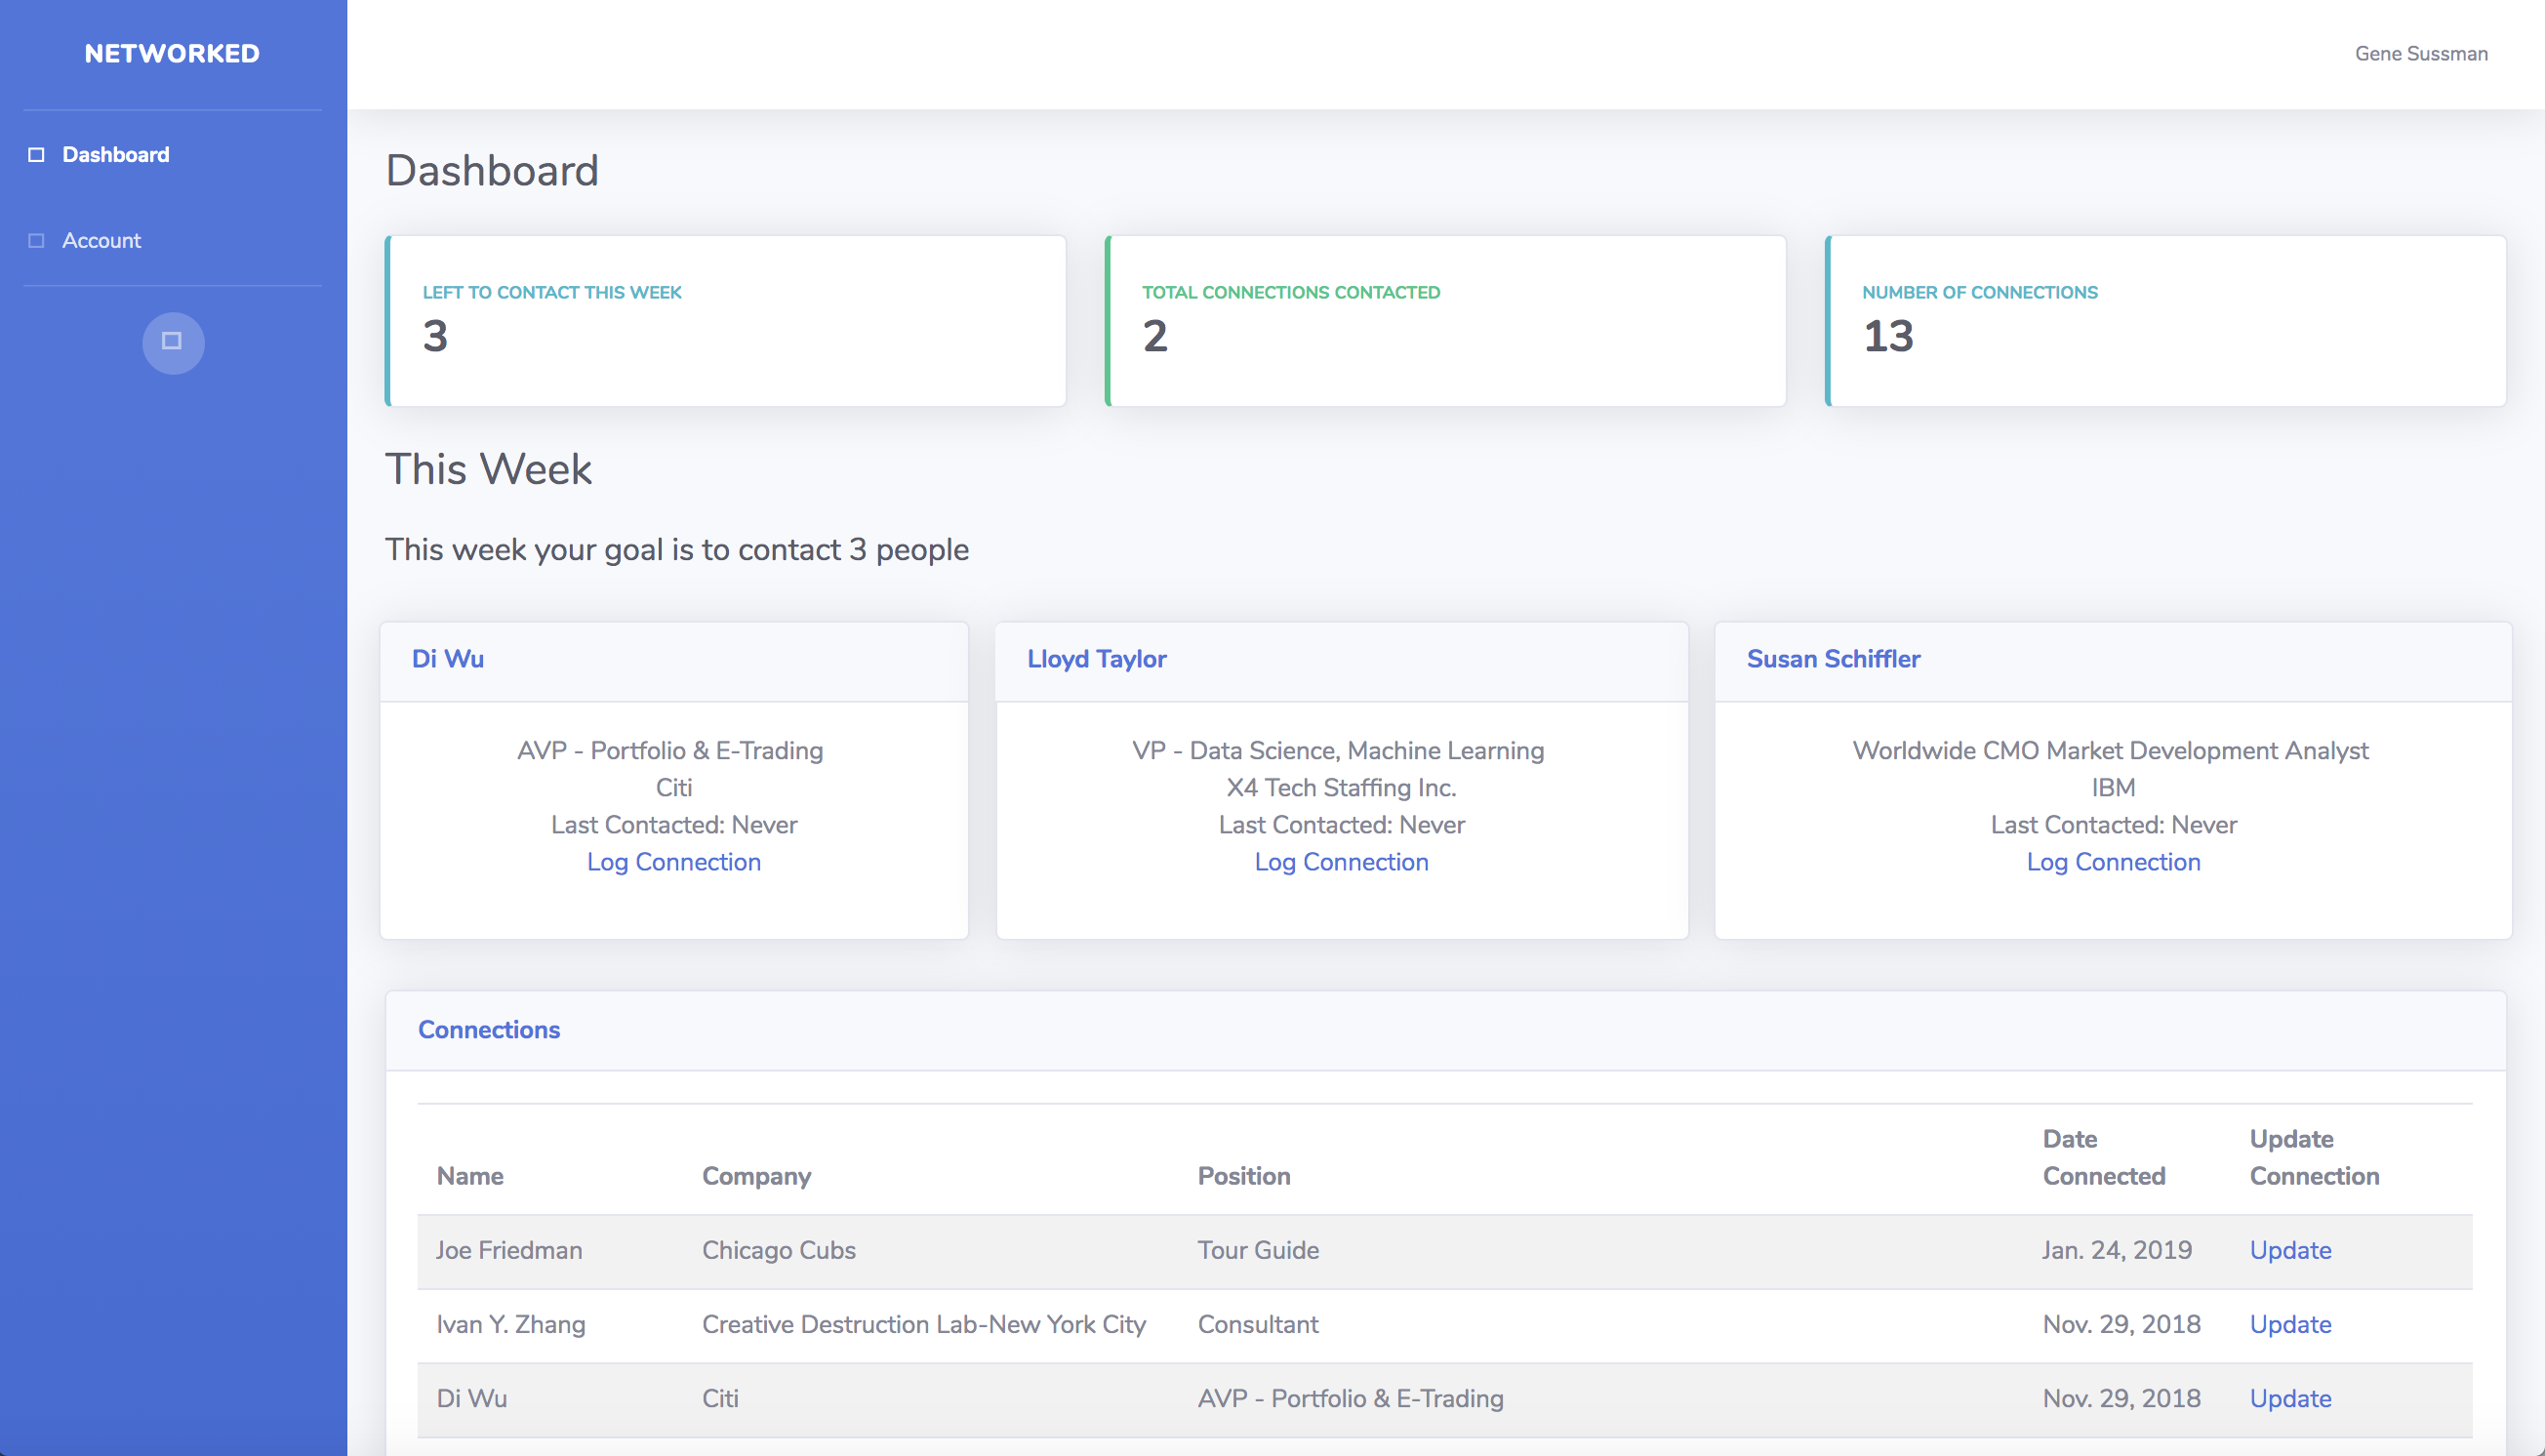 NETWORKED
Gene Sussman
Dashboard
Account
Dashboard
LEFT TO CONTACT THIS WEEK
3
TOTAL CONNECTIONS CONTACTED
2
NUMBER OF CONNECTIONS
13
This Week
This week your goal is to contact 3 people
Di Wu
AVP - Portfolio & E-Trading
Citi
Last Contacted: Never
Log Connection
Lloyd Taylor
VP - Data Science, Machine Learning
X4 Tech Staffing Inc.
Last Contacted: Never
Log Connection
Susan Schiffler
Worldwide CMO Market Development Analyst
IBM
Last Contacted: Never
Log Connection
Connections
Name Company Position Date Connected Update Connection
Joe Friedman Chicago Cubs Tour Guide Jan. 24, 2019 Update
Ivan Y. Zhang Creative Destruction Lab-New York City Consultant Nov. 29, 2018 Update
Di Wu Citi AVP - Portfolio & E-Trading Nov. 29, 2018 Update